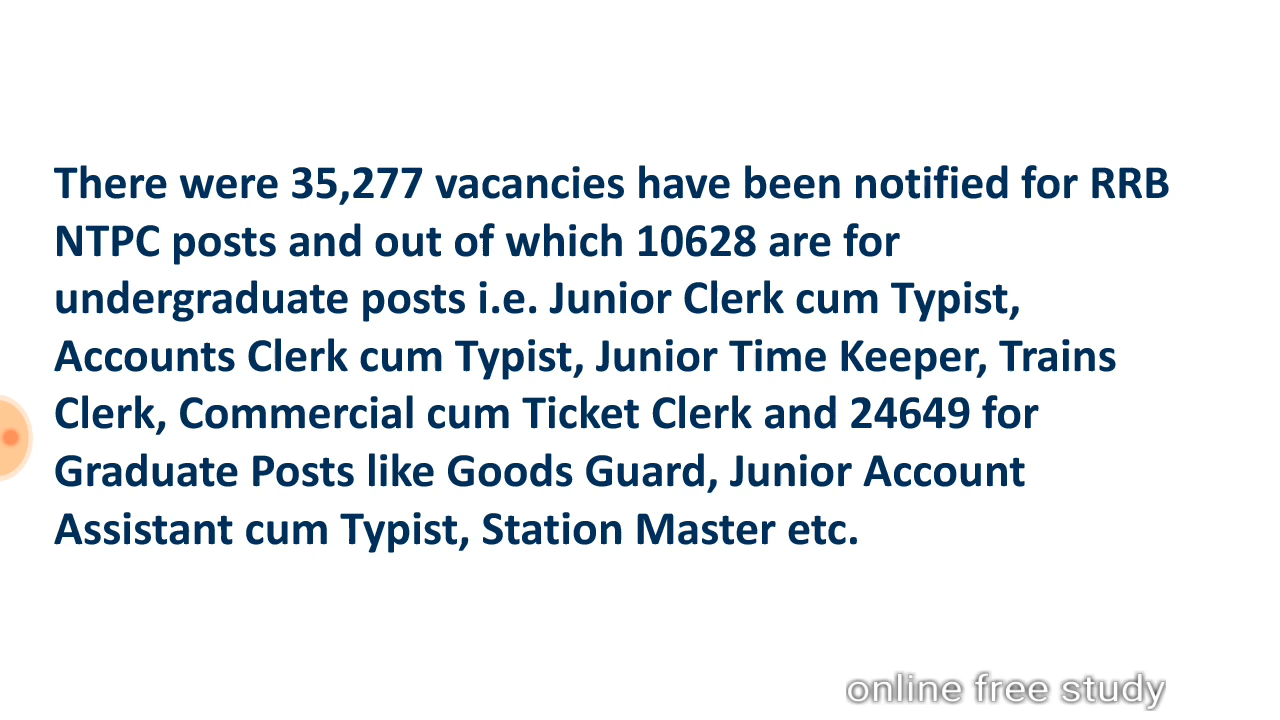 There were 35,277 vacancies have been notified for RRB
NTPC posts and out of which 10628 are for
undergraduate posts i.e. Junior Clerk cum Typist,
Accounts Clerk cum Typist, Junior Time Keeper, Trains
Clerk, Commercial cum Ticket Clerk and 24649 for
Graduate Posts like Goods Guard, Junior Account
Assistant cum Typist, Station Master etc.
online free study